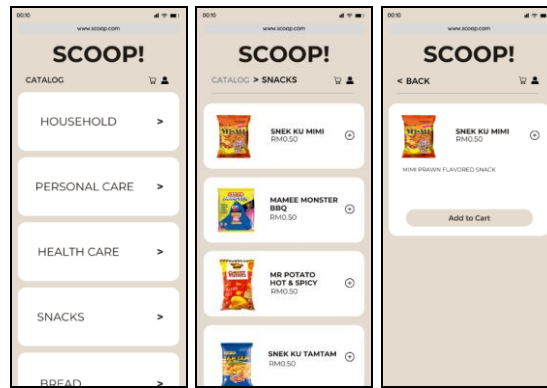 00:10
www.scoop.com
SCOOP!
CATALOG
HOUSEHOLD >
PERSONAL CARE >
HEALTH CARE >
SNACKS >
BREAD >
00:10
www.scoop.com
SCOOP!
CATALOG > SNACKS
SNEK KU MIMI
RM0.50
MAMEE MONSTER
BBQ
RM0.50
MR POTATO
HOT & SPICY
RM0.50
SNEK KU TAMTAM
RM0.50
00:10
www.scoop.com
SCOOP!
< BACK
SNEK KU MIMI
RM0.50
MIMI PRAWN FLAVORED SNACK
Add to Cart